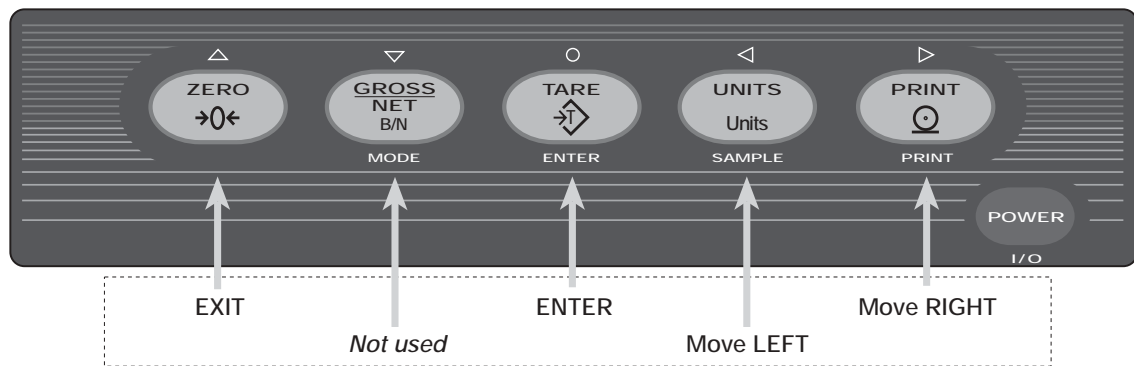 ZERO
GROSS
NET
B/N
TARE
T
UNITS
Units
PRINT
MODE
ENTER
SAMPLE
PRINT
POWER
I/O
EXIT
ENTER
Move RIGHT
Not used
Move LEFT